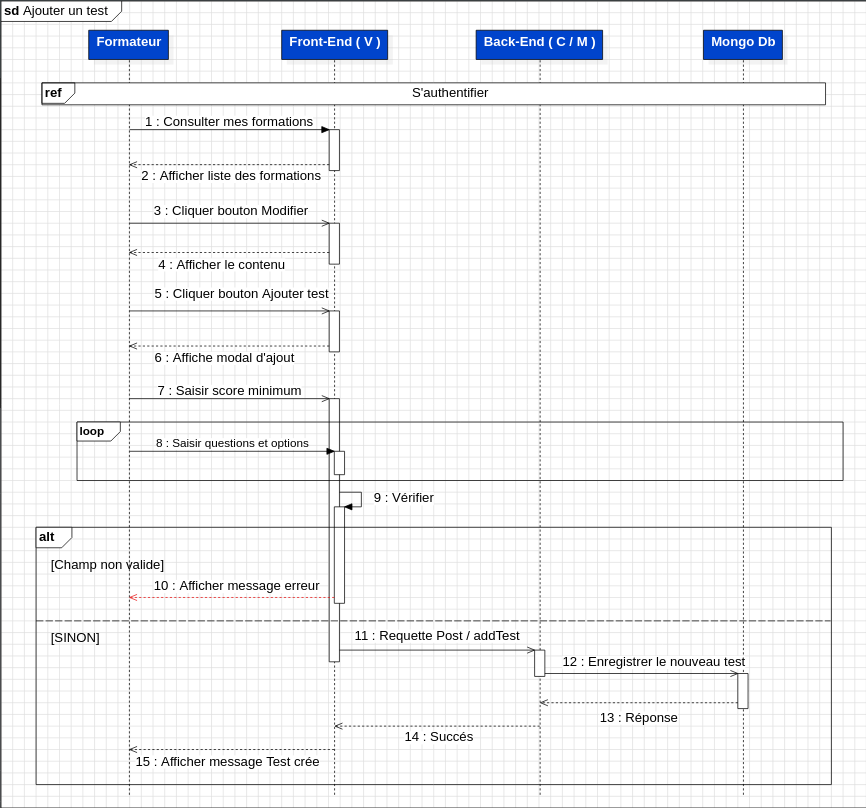 sd Ajouter un test
Formateur
Front-End ( V )
Back-End ( C / M )
Mongo Db
ref
S'authentifier
1 : Consulter mes formations
2 : Afficher liste des formations
3 : Cliquer bouton Modifier
4 : Afficher le contenu
5 : Cliquer bouton Ajouter test
6 : Affiche modal d'ajout
7 : Saisir score minimum
loop
8 : Saisir questions et options
9 : Vérifier
alt
[Champ non valide]
10 : Afficher message erreur
[SINON]
11 : Requette Post / addTest
12 : Enregistrer le nouveau test
13 : Réponse
14 : Succés
15 : Afficher message Test crée